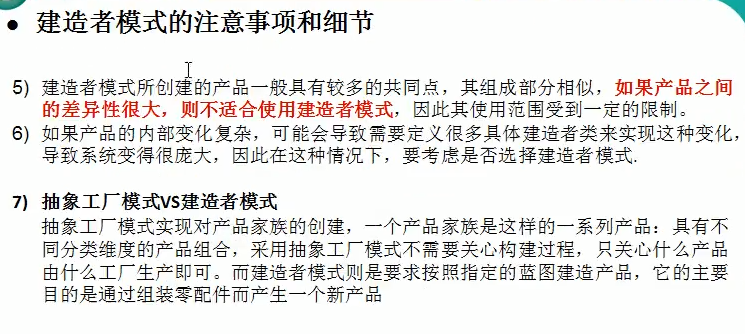 ● 建造者模式的注意事项和细节
5) 建造者模式所创建的产品一般具有较多的共同点，其组成部分相似，如果产品之间
的差异性很大，则不适合使用建造者模式，因此其使用范围受到一定的限制。
6) 如果产品的内部变化复杂，可能会导致需要定义很多具体建造者类来实现这种变化，
导致系统变得很庞大，因此在这种情况下，要考虑是否选择建造者模式.
7) 抽象工厂模式VS建造者模式
抽象工厂模式实现对产品家族的创建，一个产品家族是这样的一系列产品：具有不
同分类维度的产品组合，采用抽象工厂模式不需要关心构建过程，只关心什么产品
由什么工厂生产即可。而建造者模式则是要求按照指定的蓝图建造产品，它的主要
目的是通过组装零配件而产生一个新产品